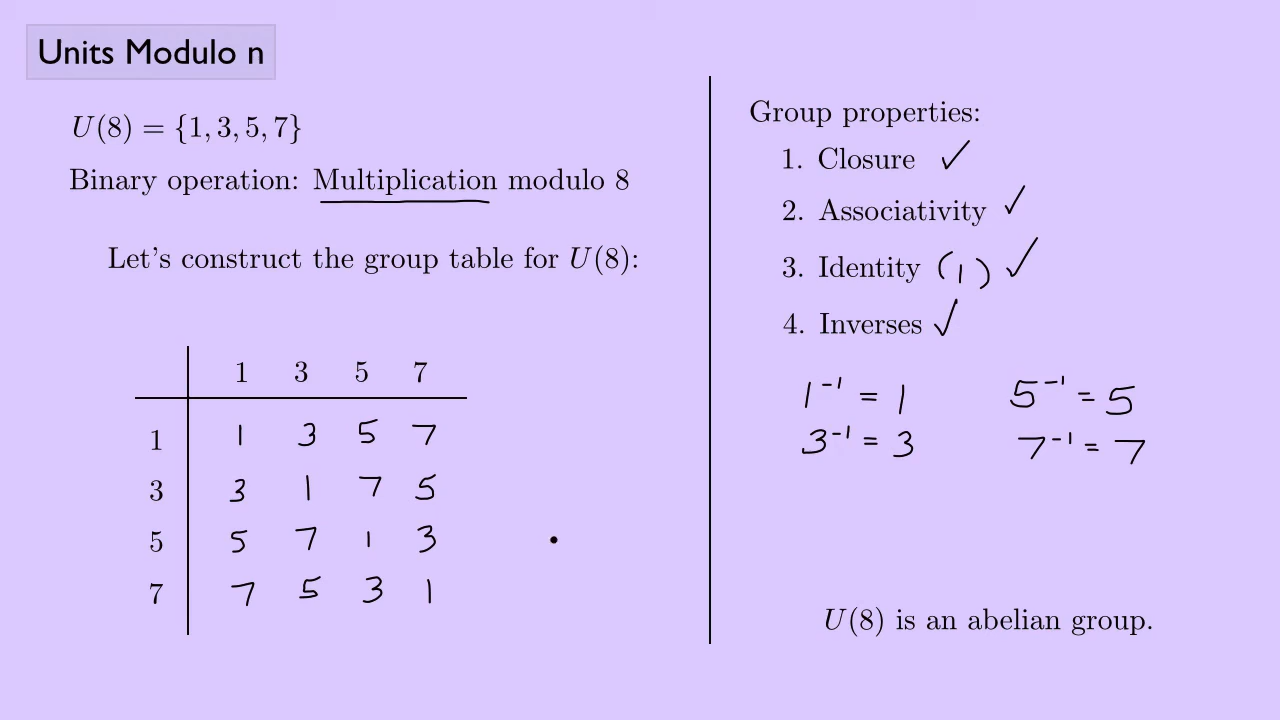 Units Modulo n
U(8) = {1, 3, 5, 7}
Binary operation: Multiplication modulo 8
Let's construct the group table for U(8):
1 3 5 7
1 1 3 5 7
3 3 1 7 5
5 5 7 1 3
7 7 5 3 1
Group properties:
1. Closure ✓
2. Associativity ✓
3. Identity (1) ✓
4. Inverses ✓
1⁻¹ = 1 5⁻¹ = 5
3⁻¹ = 3 7⁻¹ = 7
U(8) is an abelian group.